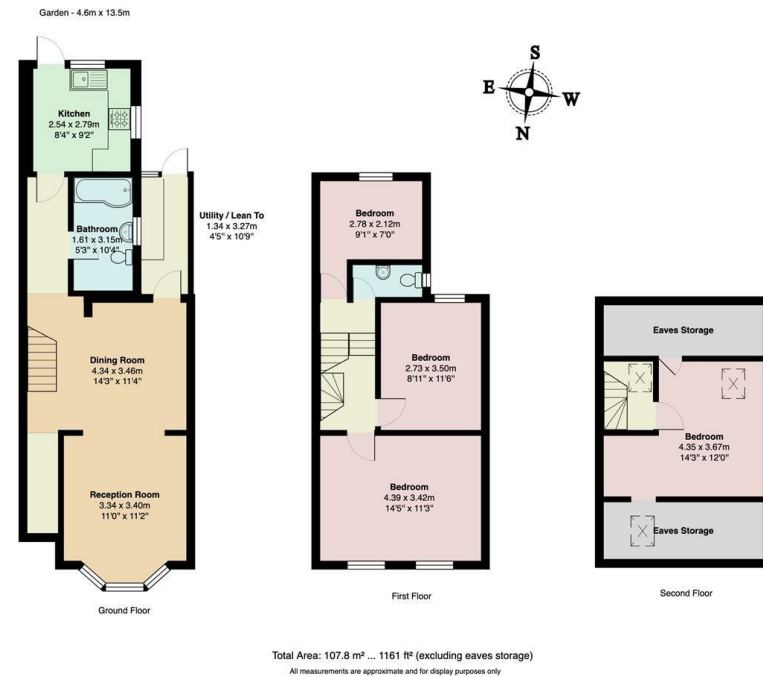 Garden - 4.6m x 13.5m
Kitchen
2.54 x 2.79m
8'4" x 9'2"
Bathroom
1.61 x 3.15m
5'3" x 10'4"
Utility / Lean To
1.34 x 3.27m
4'5" x 10'9"
Dining Room
4.34 x 3.46m
14'3" x 11'4"
Reception Room
3.34 x 3.40m
11'0" x 11'2"
Ground Floor
S
E
W
N
Bedroom
2.78 x 2.12m
9'1" x 7'0"
Bedroom
2.73 x 3.50m
8'11" x 11'6"
Bedroom
4.39 x 3.42m
14'5" x 11'3"
First Floor
Eaves Storage
Bedroom
4.35 x 3.67m
14'3" x 12'0"
Eaves Storage
Second Floor
Total Area: 107.8 m² ... 1161 ft² (excluding eaves storage)
All measurements are approximate and for display purposes only